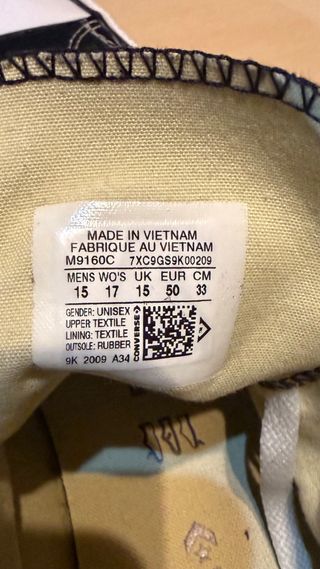 MADE IN VIETNAM
FABRIQUE AU VIETNAM
M9160C 7XC9GS9K00209
MENS WO'S UK EUR CM
15 17 15 50 33
GENDER: UNISEX
UPPER TEXTILE
LINING: TEXTILE
OUTSOLE: RUBBER
CONVERSE
9K 2009 A34